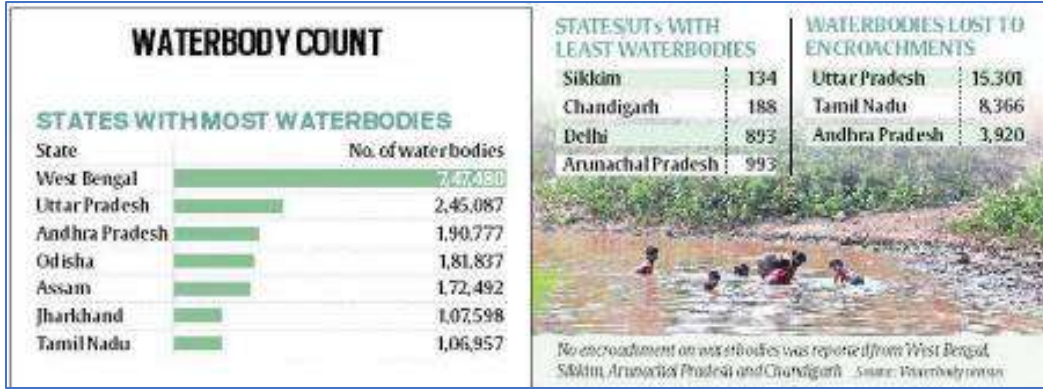 WATERBODY COUNT
STATES WITH MOST WATERBODIES
State No. of waterbodies
West Bengal 7,47,480
Uttar Pradesh 2,45,087
Andhra Pradesh 1,90,777
Odisha 1,81,837
Assam 1,72,492
Jharkhand 1,07,598
Tamil Nadu 1,06,957
STATES/UTs WITH
LEAST WATERBODIES
Sikkim 134
Chandigarh 188
Delhi 893
Arunachal Pradesh 993
WATERBODIES LOST TO
ENCROACHMENTS
Uttar Pradesh 15,301
Tamil Nadu 8,366
Andhra Pradesh 3,920
No encroachment on waterbodies was reported from West Bengal,
Sikkim, Arunachal Pradesh and Chandigarh Source: Waterbody census